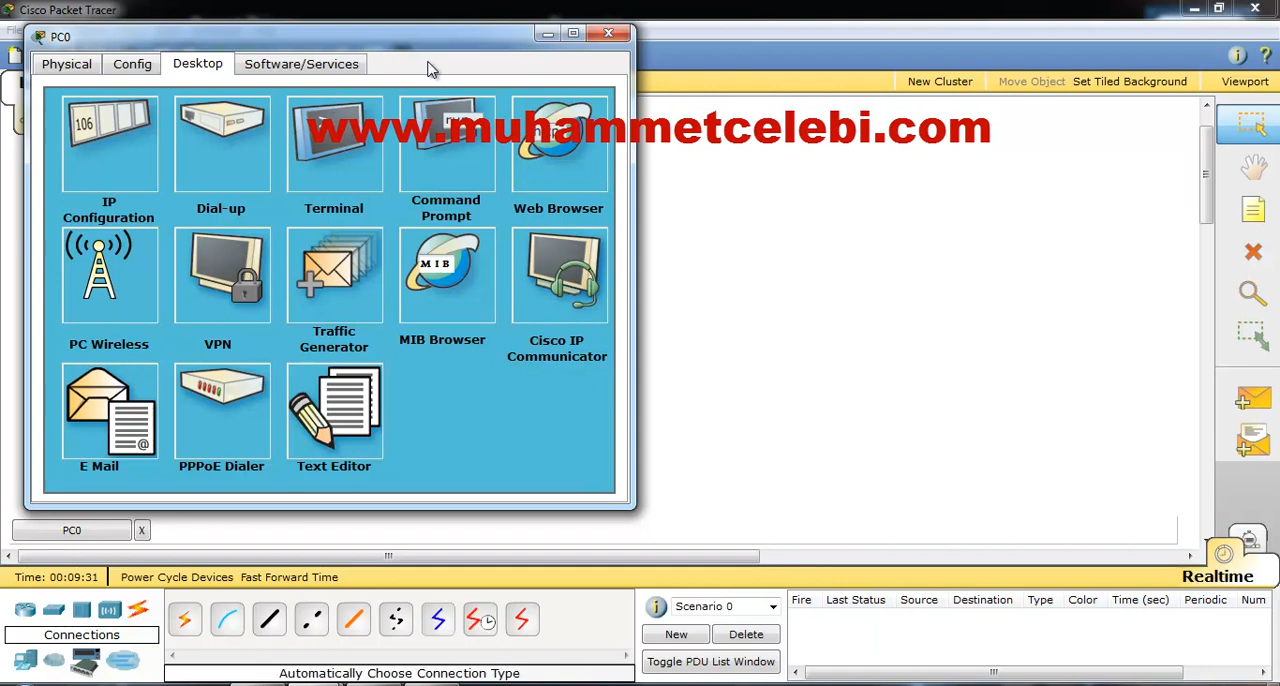 Cisco Packet Tracer
PC0
Physical
Config
Desktop
Software/Services
New Cluster
Move Object
Set Tiled Background
Viewport
www.muhammetcelebi.com
106
IP
Configuration
Dial-up
Terminal
Command
Prompt
Web Browser
MIB
PC Wireless
VPN
Traffic
Generator
MIB Browser
Cisco IP
Communicator
@
E Mail
PPPoE Dialer
Text Editor
PC0
X
Time: 00:09:31
Power Cycle Devices
Fast Forward Time
Realtime
Connections
Automatically Choose Connection Type
Scenario 0
New
Delete
Toggle PDU List Window
Fire
Last Status
Source
Destination
Type
Color
Time (sec)
Periodic
Num